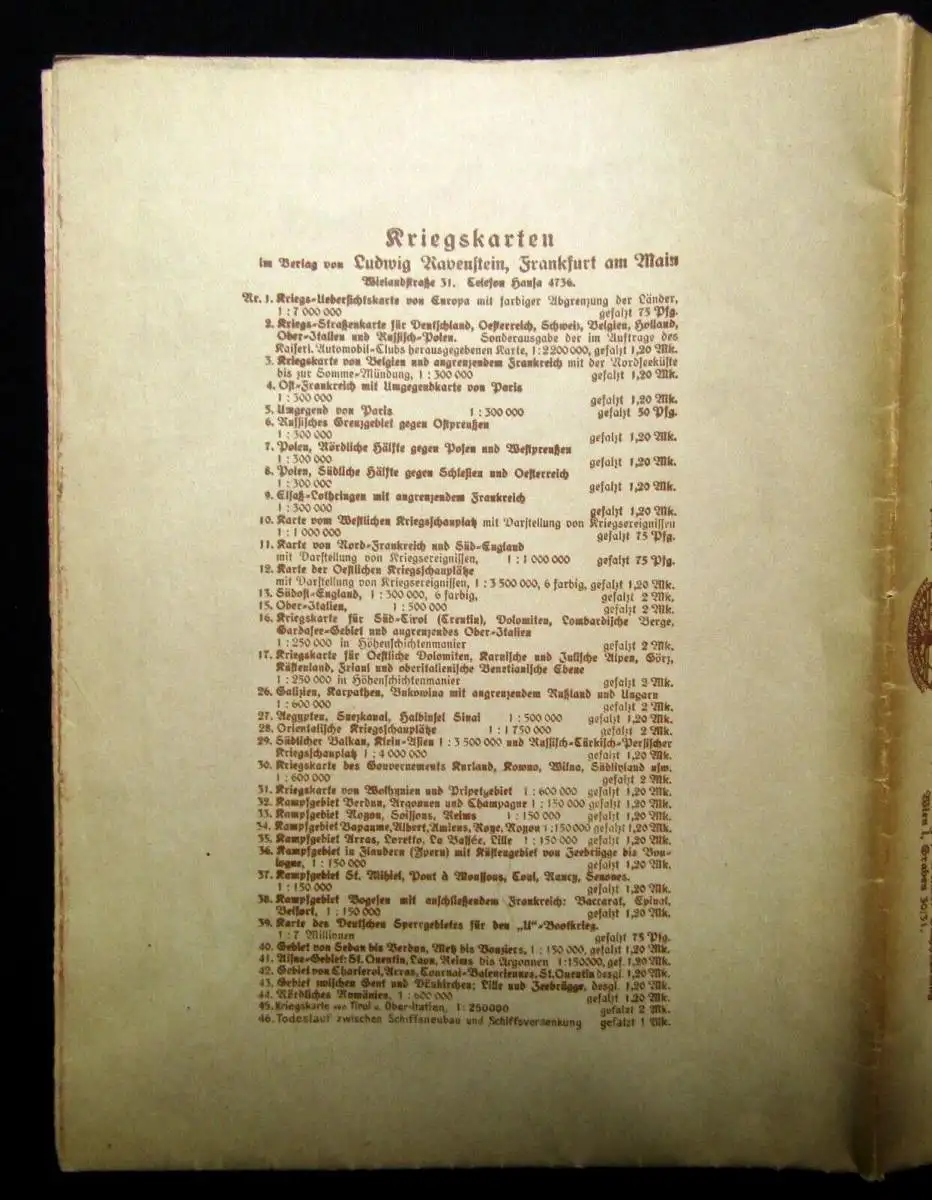 Kriegskarten
im Verlag von Ludwig Ravenstein, Frankfurt am Main
Wielandstraße 31. Telefon Hansa 4736.
Nr. 1. Kriegs-Uebersichtskarte von Europa mit farbiger Abgrenzung der Länder,
1 : 7 000 000 gefalzt 75 Pfg.
2. Kriegs-Straßenkarte für Deutschland, Oesterreich, Schweiz, Belgien, Holland,
Ober-Italien und Russisch-Polen. Sonderausgabe der im Auftrage des
Kaiserl. Automobil-Clubs herausgegebenen Karte, 1 : 2200000, gefalzt 1,20 Mk.
3. Kriegskarte von Belgien und angrenzendem Frankreich mit der Nordseeküste
bis zur Somme-Mündung, 1 : 300 000 gefalzt 1,20 Mk.
4. Ost-Frankreich mit Umgegendkarte von Paris
1 : 300 000 gefalzt 1,20 Mk.
5. Umgegend von Paris 1 : 300 000 gefalzt 50 Pfg.
6. Russisches Grenzgebiet gegen Ostpreußen
1 : 300 000 gefalzt 1,20 Mk.
7. Polen, Nördliche Hälfte gegen Posen und Westpreußen
1 : 300 000 gefalzt 1,20 Mk.
8. Polen, Südliche Hälfte gegen Schlesien und Oesterreich
1 : 300 000 gefalzt 1,20 Mk.
9. Elsaß-Lothringen mit angrenzendem Frankreich
1 : 300 000 gefalzt 1,20 Mk.
10. Karte vom Westlichen Kriegsschauplatz mit Darstellung von Kriegsereignissen
1 : 1 000 000 gefalzt 75 Pfg.
11. Karte von Nord-Frankreich und Süd-England
mit Darstellung von Kriegsereignissen, 1 : 1 000 000 gefalzt 75 Pfg.
12. Karte der Oestlichen Kriegsschauplätze
mit Darstellung von Kriegsereignissen, 1 : 3 500 000, 6 farbig, gefalzt 1,20 Mk.
13. Südost-England, 1 : 300 000, 6 farbig, gefalzt 2 Mk.
15. Ober-Italien, 1 : 500 000 gefalzt 2 Mk.
16. Kriegskarte für Süd-Tirol (Trentin), Dolomiten, Lombardische Berge,
Gardasee-Gebiet und angrenzendes Ober-Italien
1 : 250 000 in Höhenschichtenmanier gefalzt 2 Mk.
17. Kriegskarte für Oestliche Dolomiten, Karnische und Julische Alpen, Görz,
Küstenland, Friaul und oberitalienische Venetianische Ebene
1 : 250 000 in Höhenschichtenmanier gefalzt 2 Mk.
26. Galizien, Karpathen, Bukowina mit angrenzendem Rußland und Ungarn
1 : 600 000 gefalzt 2 Mk.
27. Aegypten, Suezkanal, Halbinsel Sinai 1 : 500 000 gefalzt 1,20 Mk.
28. Orientalische Kriegsschauplätze 1 : 1 750 000 gefalzt 2 Mk.
29. Südlicher Balkan, Klein-Asien 1 : 3 500 000 und Russisch-Türkisch-Persischer
Kriegsschauplatz 1 : 4 000 000 gefalzt 1,20 Mk.
30. Kriegskarte des Gouvernements Kurland, Kowno, Wilna, Südlivland usw.
1 : 600 000 gefalzt 2 Mk.
31. Kriegskarte von Wolhynien und Pripetgebiet 1 : 600 000 gefalzt 1,20 Mk.
32. Kampfgebiet Verdun, Argonnen und Champagne 1 : 150 000 gefalzt 1,20 Mk.
33. Kampfgebiet Noyon, Soissons, Reims 1 : 150 000 gefalzt 1,20 Mk.
34. Kampfgebiet Bapaume, Albert, Amiens, Roye, Noyon 1 : 150 000 gefalzt 1,20 Mk.
35. Kampfgebiet Arras, Loretto, La Bassée, Lille 1 : 150 000 gefalzt 1,20 Mk.
36. Kampfgebiet in Flandern (Ypern) mit Küstengebiet von Zeebrügge bis Bou-
logne, 1 : 150 000 gefalzt 1,20 Mk.
37. Kampfgebiet St. Mihiel, Pont à Moussons, Toul, Nancy, Senones.
1 : 150 000 gefalzt 1,20 Mk.
38. Kampfgebiet Vogesen mit anschließendem Frankreich: Baccarat, Epinal,
Belfort, 1 : 150 000 gefalzt 1,20 Mk.
39. Karte des Deutschen Sperrgebietes für den „U"-Bootkrieg.
1 : 7 Millionen gefalzt 75 Pfg.
40. Gebiet von Sedan bis Verdun, Metz bis Vouziers, 1 : 150 000, gefalzt 1,20 Mk.
41. Aisne-Gebiet: St. Quentin, Laon, Reims bis Argonnen 1:150000, gef. 1,20 Mk.
42. Gebiet von Charleroi, Arras, Tournai-Valenciennes, St. Quentin desgl. 1,20 Mk.
43. Gebiet zwischen Gent und Dünkirchen; Lille und Zeebrügge, desgl. 1,20 Mk.
44. Nördliches Rumänien, 1 : 600 000 gefalzt 1,20 Mk.
45. Kriegskarte von Tirol u. Ober-Italien, 1 : 250000 gefalzt 2 Mk.
46. Todeslauf zwischen Schiffsneubau und Schiffsversenkung gefalzt 1 Mk.
Wien I, Graben 30/31.